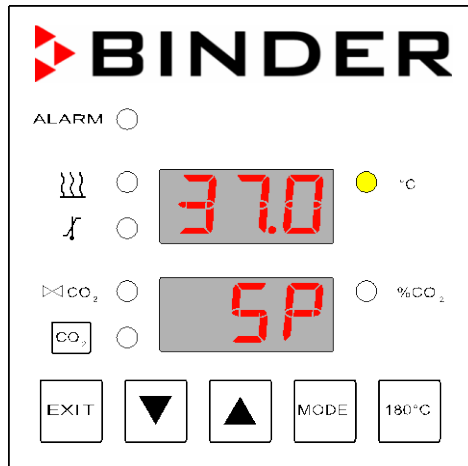 BINDER
ALARM
37.0 °C
CO₂ SP %CO₂
CO₂
EXIT MODE 180°C